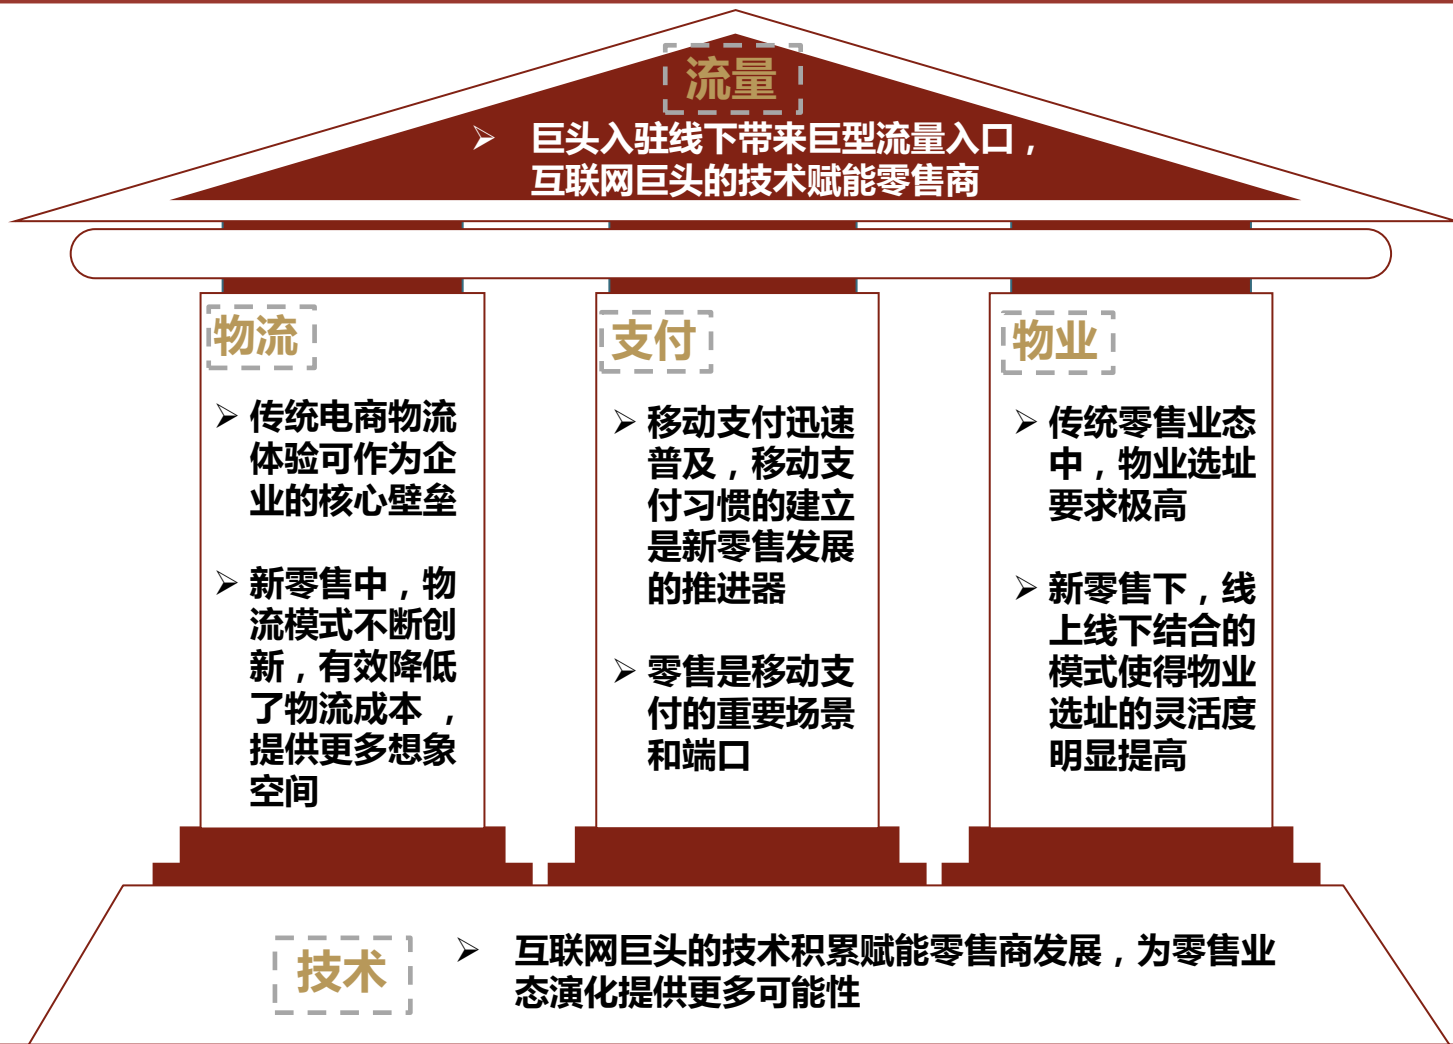 流量
➢ 巨头入驻线下带来巨型流量入口，
互联网巨头的技术赋能零售商
物流
➢ 传统电商物流
体验可作为企
业的核心壁垒
➢ 新零售中，物
流模式不断创
新，有效降低
了物流成本 ，
提供更多想象
空间
支付
➢ 移动支付迅速
普及，移动支
付习惯的建立
是新零售发展
的推进器
➢ 零售是移动支
付的重要场景
和端口
物业
➢ 传统零售业态
中，物业选址
要求极高
➢ 新零售下，线
上线下结合的
模式使得物业
选址的灵活度
明显提高
技术
➢ 互联网巨头的技术积累赋能零售商发展，为零售业
态演化提供更多可能性